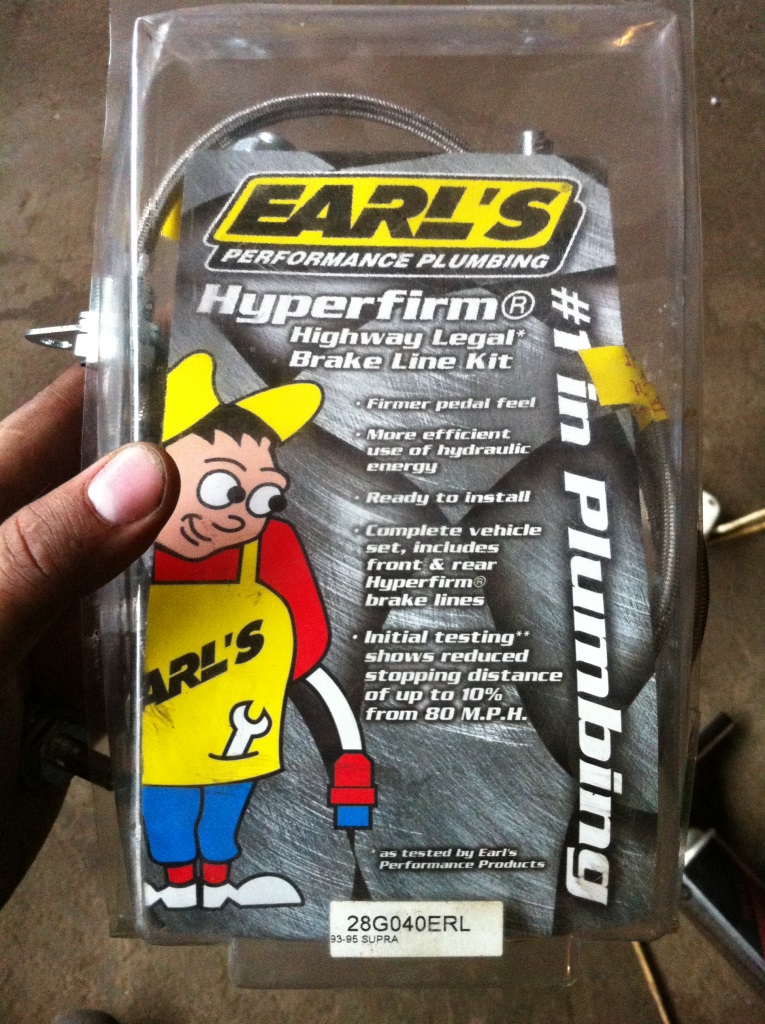 EARL'S
PERFORMANCE PLUMBING
Hyperfirm®
Highway Legal*
Brake Line Kit
#1 in Plumbing
· Firmer pedal feel
· More efficient
use of hydraulic
energy
· Ready to install
· Complete vehicle
set, includes
front & rear
Hyperfirm®
brake lines
· Initial testing**
shows reduced
stopping distance
of up to 10%
from 80 M.P.H.
ARL'S
* as tested by Earl's
Performance Products
28G040ERL
93-95 SUPRA